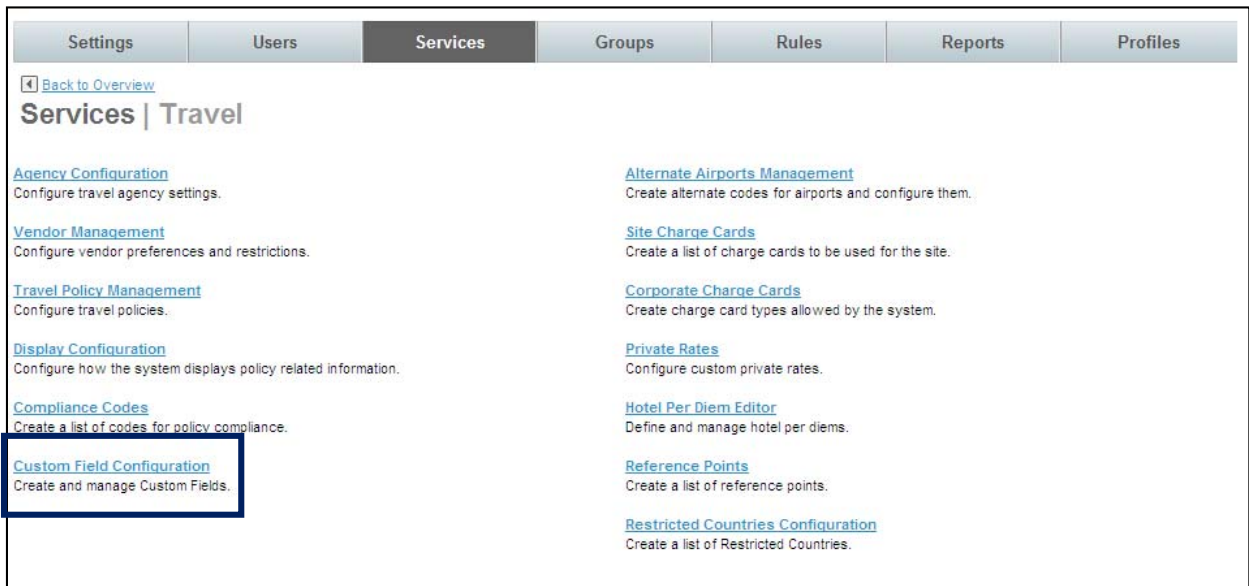 Settings Users Services Groups Rules Reports Profiles
Back to Overview
Services | Travel
Agency Configuration
Configure travel agency settings.
Vendor Management
Configure vendor preferences and restrictions.
Travel Policy Management
Configure travel policies.
Display Configuration
Configure how the system displays policy related information.
Compliance Codes
Create a list of codes for policy compliance.
Custom Field Configuration
Create and manage Custom Fields.
Alternate Airports Management
Create alternate codes for airports and configure them.
Site Charge Cards
Create a list of charge cards to be used for the site.
Corporate Charge Cards
Create charge card types allowed by the system.
Private Rates
Configure custom private rates.
Hotel Per Diem Editor
Define and manage hotel per diems.
Reference Points
Create a list of reference points.
Restricted Countries Configuration
Create a list of Restricted Countries.